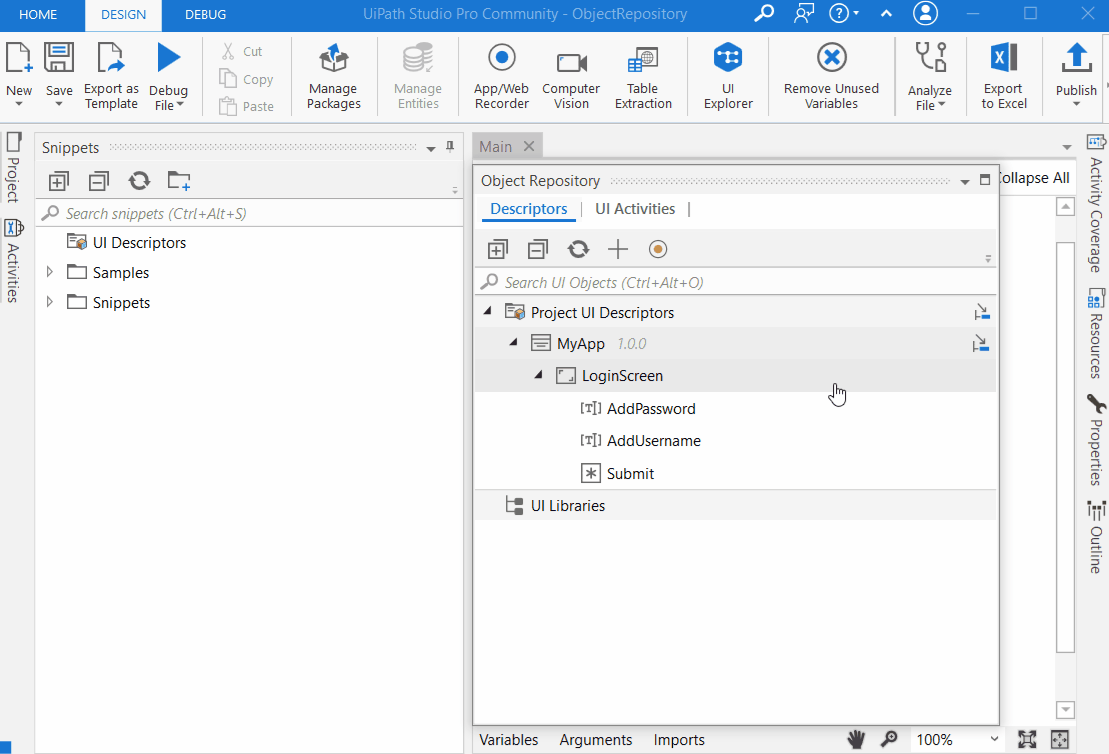 HOME DESIGN DEBUG UiPath Studio Pro Community - ObjectRepository
New
Save
Export as
Template
Debug
File
Cut
Copy
Paste
Manage
Packages
Manage
Entities
App/Web
Recorder
Computer
Vision
Table
Extraction
UI
Explorer
Remove Unused
Variables
Analyze
File
Export
to Excel
Publish
Project
Activities
Snippets
Search snippets (Ctrl+Alt+S)
UI Descriptors
Samples
Snippets
Main
Collapse All
Object Repository
Descriptors | UI Activities |
Search UI Objects (Ctrl+Alt+O)
Project UI Descriptors
MyApp 1.0.0
LoginScreen
AddPassword
AddUsername
Submit
UI Libraries
Variables Arguments Imports 100%
Activity Coverage
Resources
Properties
Outline